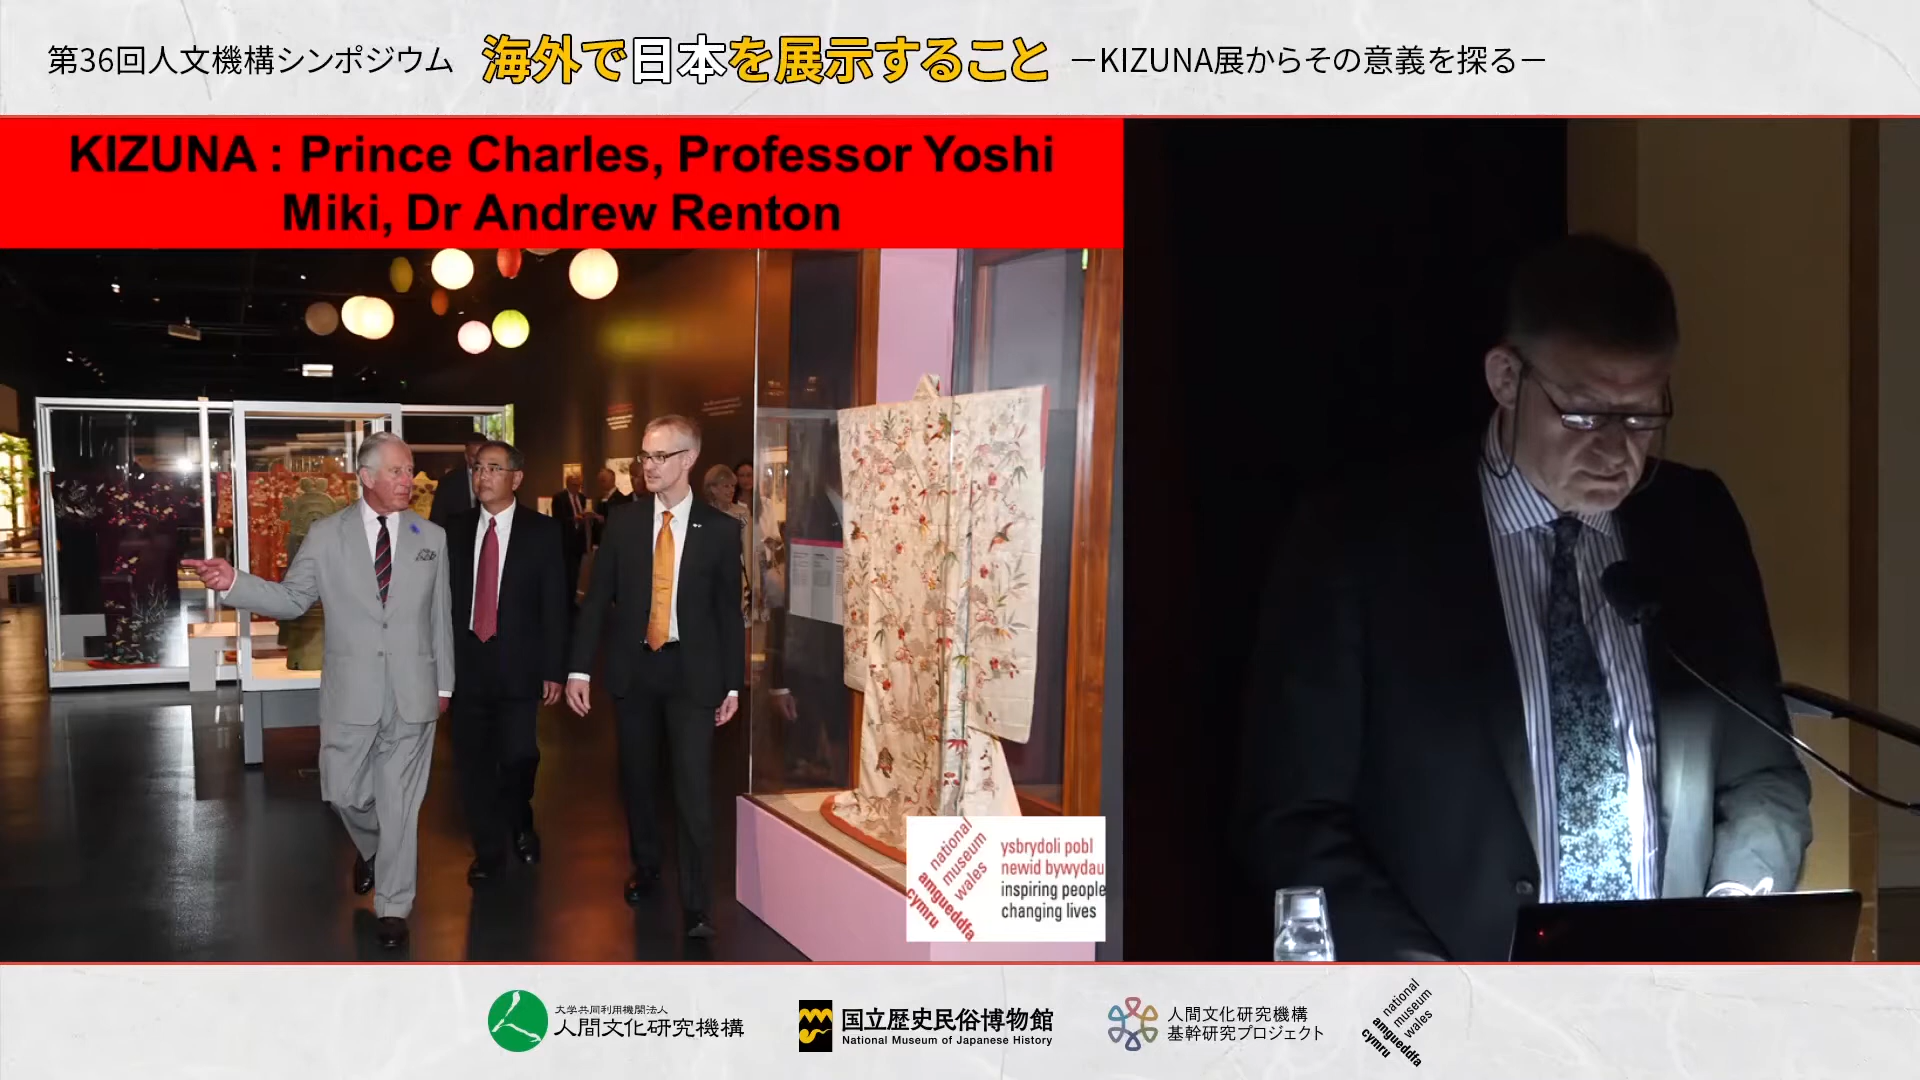 第36回人文機構シンポジウム 海外で日本を展示すること －KIZUNA展からその意義を探る－
KIZUNA : Prince Charles, Professor Yoshi
Miki, Dr Andrew Renton
national
museum
wales
amgueddfa
cymru
ysbrydoli pobl
newid bywydau
inspiring people
changing lives
大学共同利用機関法人
人間文化研究機構
国立歴史民俗博物館
National Museum of Japanese History
人間文化研究機構
基幹研究プロジェクト
national
museum
wales
amgueddfa
cymru